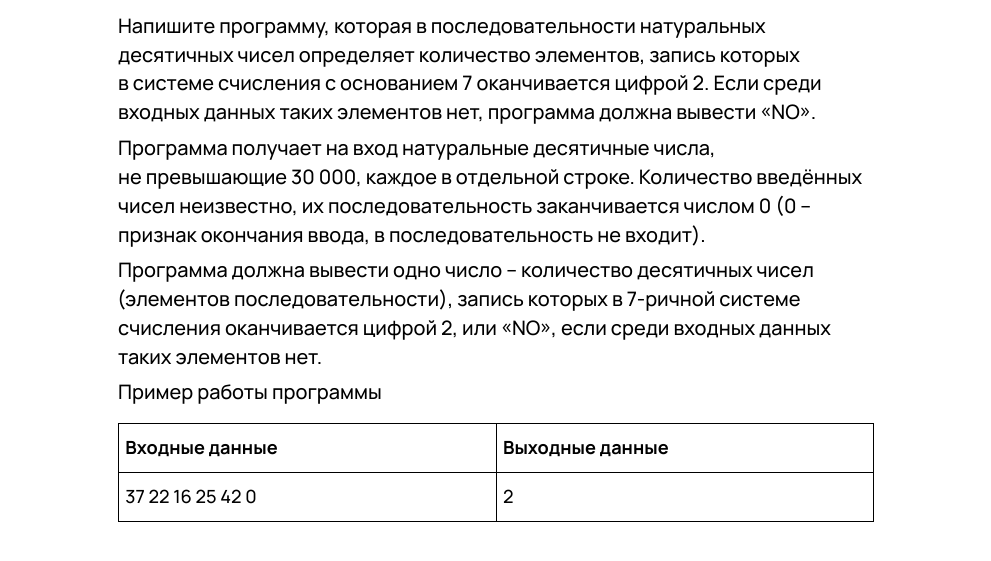 Напишите программу, которая в последовательности натуральных
десятичных чисел определяет количество элементов, запись которых
в системе счисления с основанием 7 оканчивается цифрой 2. Если среди
входных данных таких элементов нет, программа должна вывести «NO».
Программа получает на вход натуральные десятичные числа,
не превышающие 30 000, каждое в отдельной строке. Количество введённых
чисел неизвестно, их последовательность заканчивается числом 0 (0 –
признак окончания ввода, в последовательность не входит).
Программа должна вывести одно число – количество десятичных чисел
(элементов последовательности), запись которых в 7-ричной системе
счисления оканчивается цифрой 2, или «NO», если среди входных данных
таких элементов нет.
Пример работы программы
Входные данные Выходные данные
37 22 16 25 42 0 2